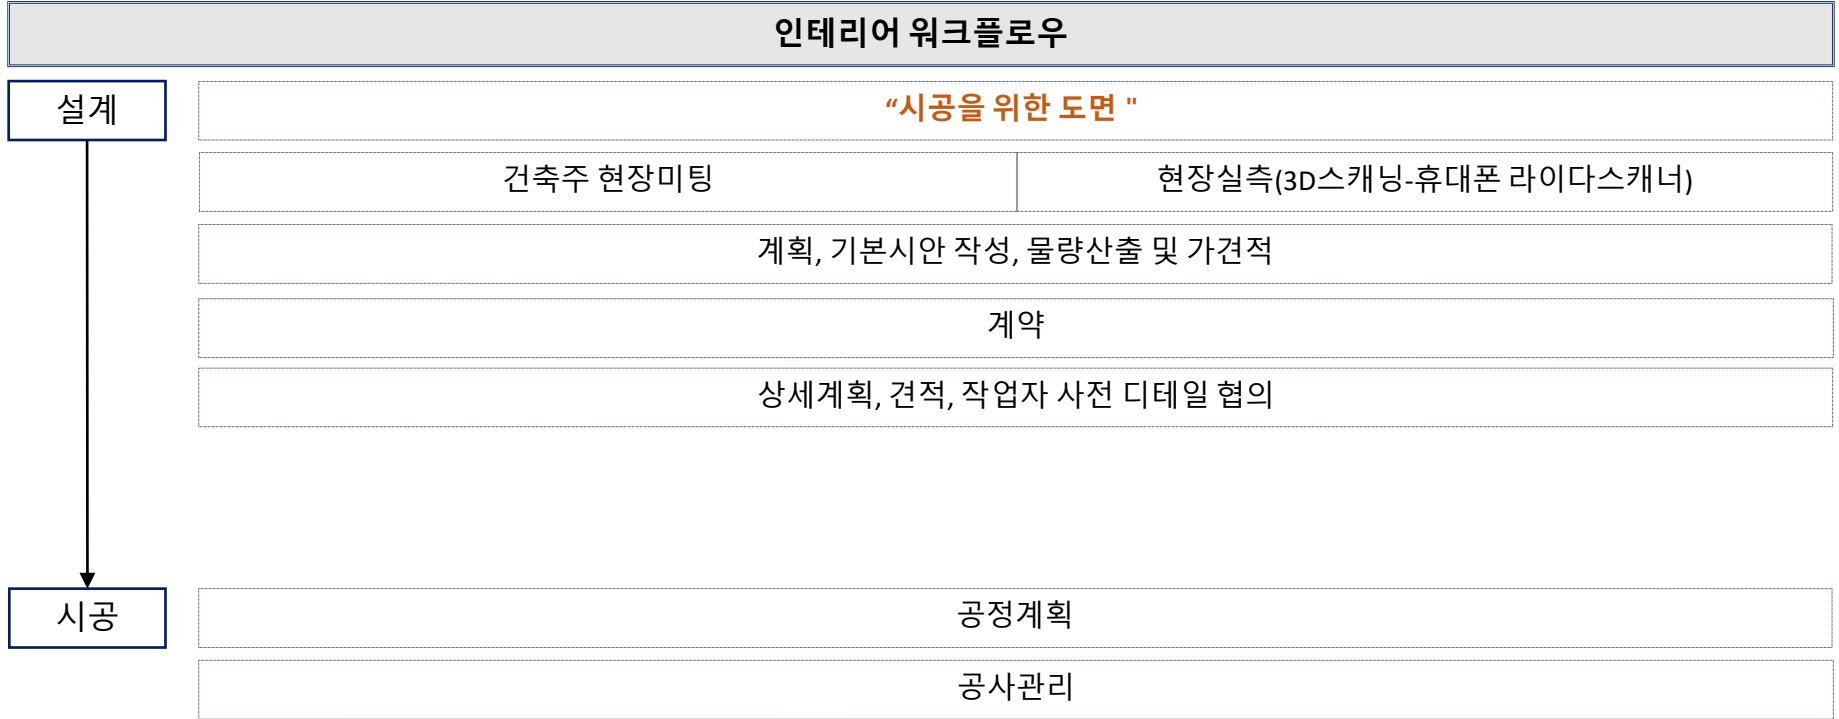 인테리어 워크플로우
설계
“시공을 위한 도면 "
건축주 현장미팅
현장실측(3D스캐닝-휴대폰 라이다스캐너)
계획, 기본시안 작성, 물량산출 및 가견적
계약
상세계획, 견적, 작업자 사전 디테일 협의
시공
공정계획
공사관리